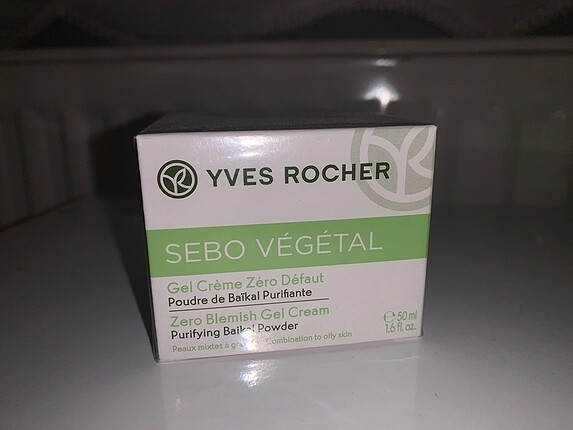 YVES ROCHER
SEBO VÉGÉTAL
Gel Crème Zéro Défaut
Poudre de Baïkal Purifiante
Zero Blemish Gel Cream
Purifying Baikal Powder
Peaux mixtes à Combination to oily skin
℮ 50 ml
1.6 fl. oz.